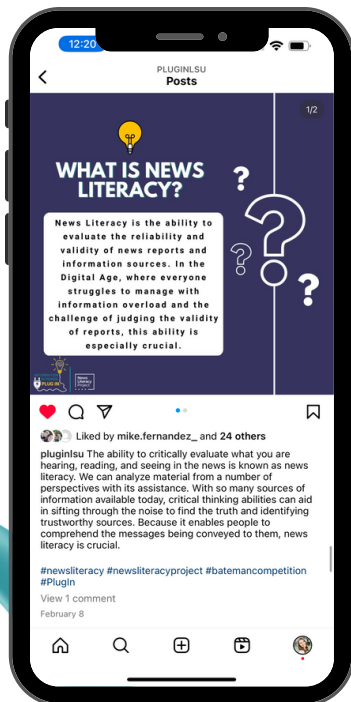 12:20
PLUGINLSU
Posts
1/2
WHAT IS NEWS
LITERACY?
News Literacy is the ability to
evaluate the reliability and
validity of news reports and
information sources. In the
Digital Age, where everyone
struggles to manage with
information overload and the
challenge of judging the validity
of reports, this ability is
especially crucial.
PLUG IN
News
Literacy
Project
Liked by mike.fernandez_ and 24 others
pluginlsu The ability to critically evaluate what you are
hearing, reading, and seeing in the news is known as news
literacy. We can analyze material from a number of
perspectives with its assistance. With so many sources of
information available today, critical thinking abilities can aid
in sifting through the noise to find the truth and identifying
trustworthy sources. Because it enables people to
comprehend the messages being conveyed to them, news
literacy is crucial.
#newsliteracy #newsliteracyproject #batemancompetition
#PlugIn
View 1 comment
February 8